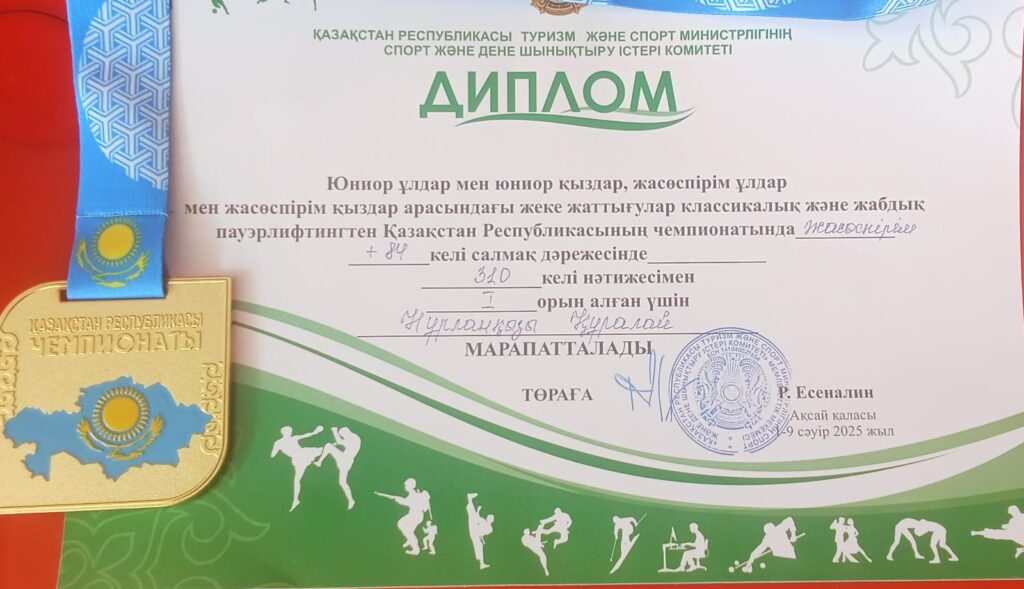 ҚАЗАҚСТАН РЕСПУБЛИКАСЫ ТУРИЗМ ЖӘНЕ СПОРТ МИНИСТРЛІГІНІҢ
СПОРТ ЖӘНЕ ДЕНЕ ШЫНЫҚТЫРУ ІСТЕРІ КОМИТЕТІ
ДИПЛОМ
Юниор ұлдар мен юниор қыздар, жасөспірім ұлдар
мен жасөспірім қыздар арасындағы жеке жаттығулар классикалық және жабдық
пауэрлифтингтен Қазақстан Республикасының чемпионатында жасөспірім
+84 келі салмақ дәрежесінде
320 келі нәтижесімен
I орын алған үшін
Нұрланқызы Құралай
МАРАПАТТАЛАДЫ
ТӨРАҒА Р. Есеналин
Ақсай қаласы
-9 сәуір 2025 жыл
ҚАЗАҚСТАН РЕСПУБЛИКАСЫ
ЧЕМПИОНАТЫ